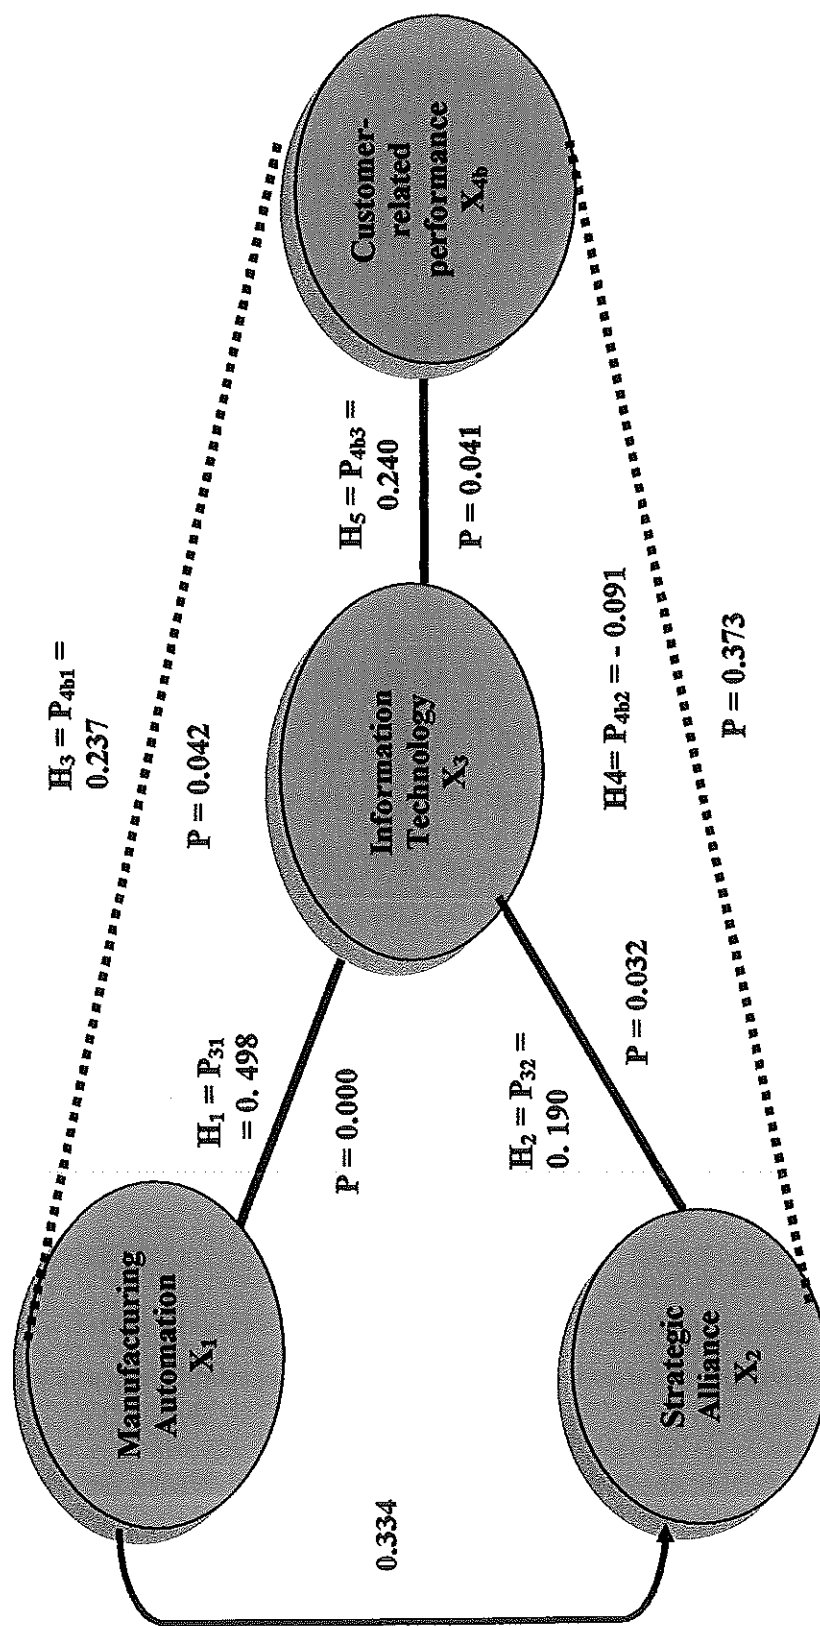 H₃ = P₄b₁ =
0.237
P = 0.042
Manufacturing
Automation
X₁
H₁ = P₃₁
= 0. 498
P = 0.000
Customer-
related
performance
X₄b
H₅ = P₄b₃ =
0.240
P = 0.041
Information
Technology
X₃
0.334
H₂ = P₃₂ =
0. 190
P = 0.032
H4= P₄b₂ = - 0.091
P = 0.373
Strategic
Alliance
X₂